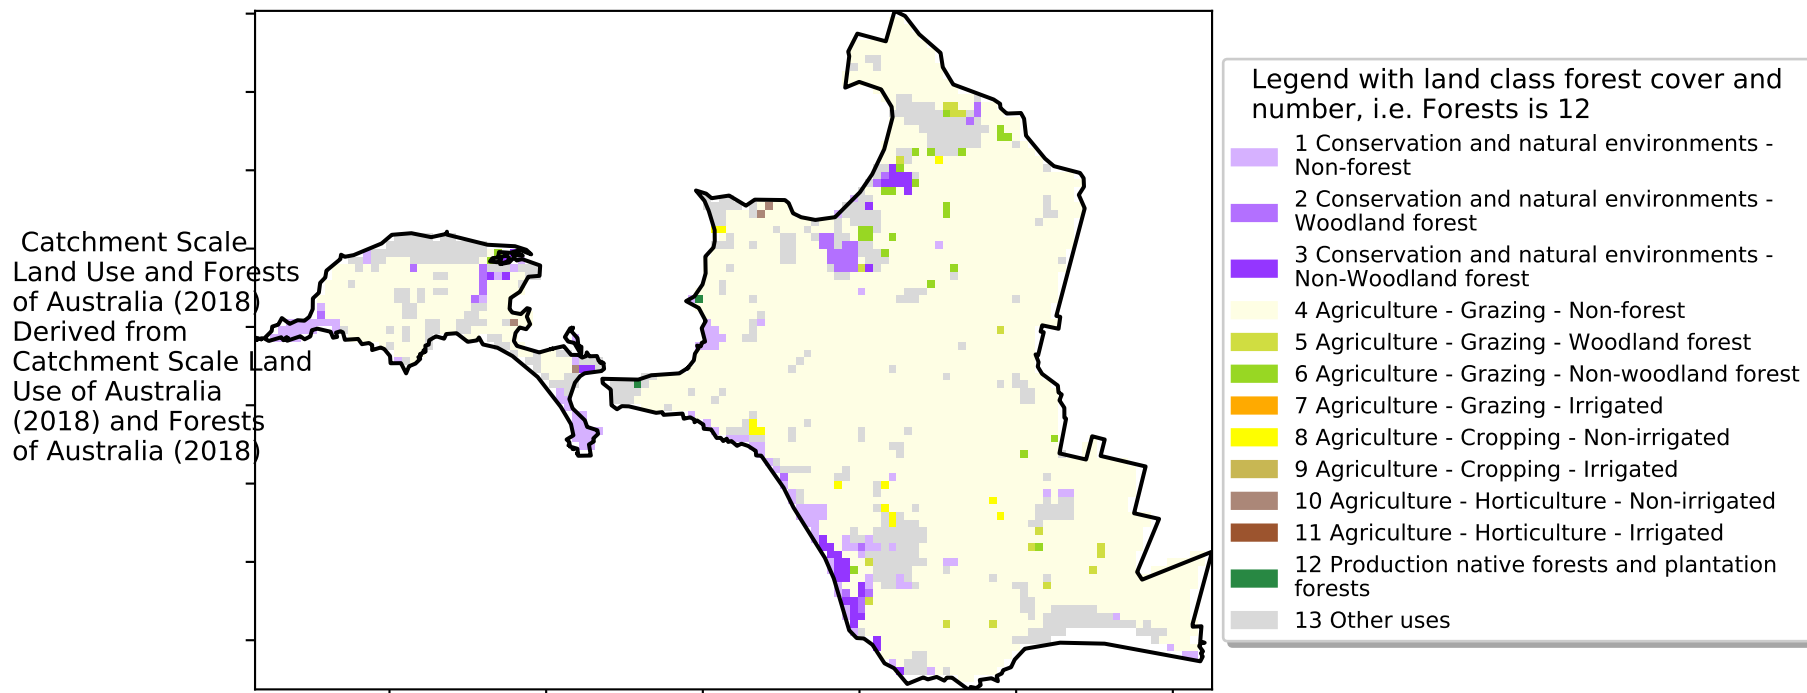 Catchment Scale
Land Use and Forests
of Australia (2018)
Derived from
Catchment Scale Land
Use of Australia
(2018) and Forests
of Australia (2018)
Legend with land class forest cover and
number, i.e. Forests is 12
1 Conservation and natural environments -
Non-forest
2 Conservation and natural environments -
Woodland forest
3 Conservation and natural environments -
Non-Woodland forest
4 Agriculture - Grazing - Non-forest
5 Agriculture - Grazing - Woodland forest
6 Agriculture - Grazing - Non-woodland forest
7 Agriculture - Grazing - Irrigated
8 Agriculture - Cropping - Non-irrigated
9 Agriculture - Cropping - Irrigated
10 Agriculture - Horticulture - Non-irrigated
11 Agriculture - Horticulture - Irrigated
12 Production native forests and plantation
forests
13 Other uses